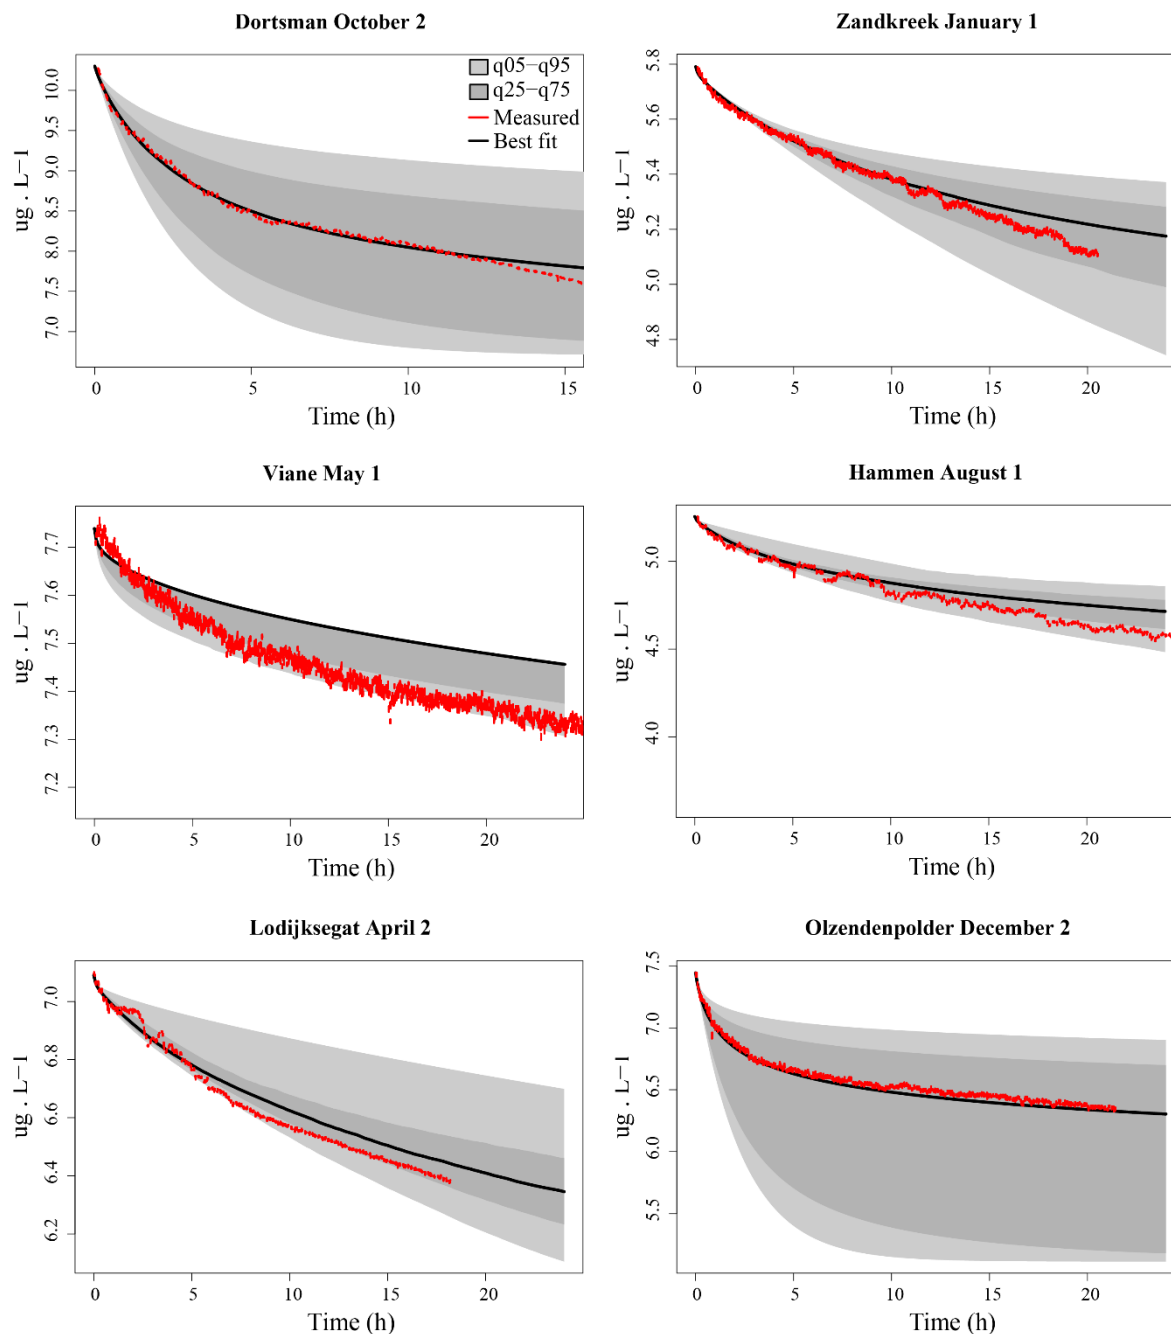 Dortsman October 2
ug . L−1
10.0
9.5
9.0
8.5
8.0
7.5
7.0
q05−q95
q25−q75
Measured
Best fit
0 5 10 15
Time (h)
Zandkreek January 1
ug . L−1
5.8
5.6
5.4
5.2
5.0
4.8
0 5 10 15 20
Time (h)
Viane May 1
ug . L−1
7.7
7.6
7.5
7.4
7.3
7.2
0 5 10 15 20
Time (h)
Hammen August 1
ug . L−1
5.0
4.5
4.0
0 5 10 15 20
Time (h)
Lodijksegat April 2
ug . L−1
7.0
6.8
6.6
6.4
6.2
0 5 10 15 20
Time (h)
Olzendenpolder December 2
ug . L−1
7.5
7.0
6.5
6.0
5.5
0 5 10 15 20
Time (h)